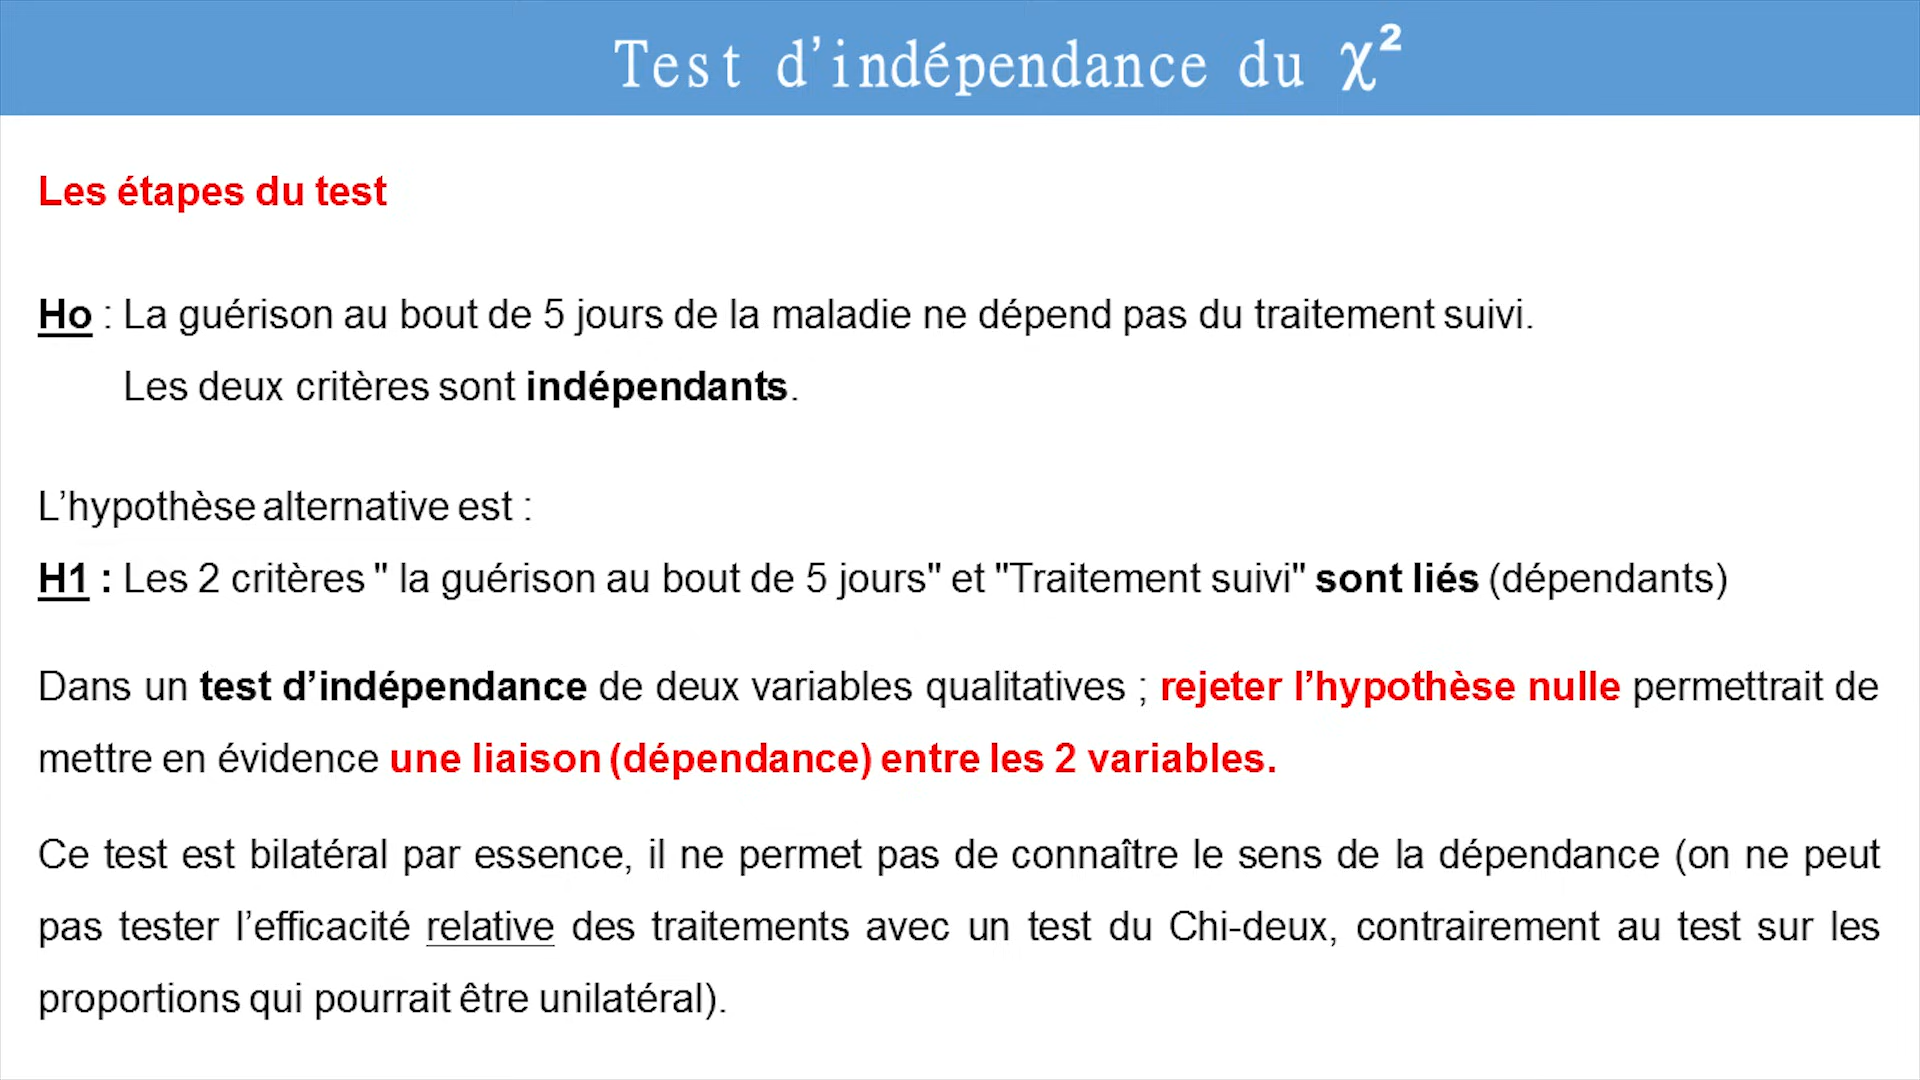 Test d'indépendance du χ²
Les étapes du test
Ho : La guérison au bout de 5 jours de la maladie ne dépend pas du traitement suivi.
Les deux critères sont indépendants.
L’hypothèse alternative est :
H1 : Les 2 critères " la guérison au bout de 5 jours" et "Traitement suivi" sont liés (dépendants)
Dans un test d’indépendance de deux variables qualitatives ; rejeter l’hypothèse nulle permettrait de
mettre en évidence une liaison (dépendance) entre les 2 variables.
Ce test est bilatéral par essence, il ne permet pas de connaître le sens de la dépendance (on ne peut
pas tester l’efficacité relative des traitements avec un test du Chi-deux, contrairement au test sur les
proportions qui pourrait être unilatéral).